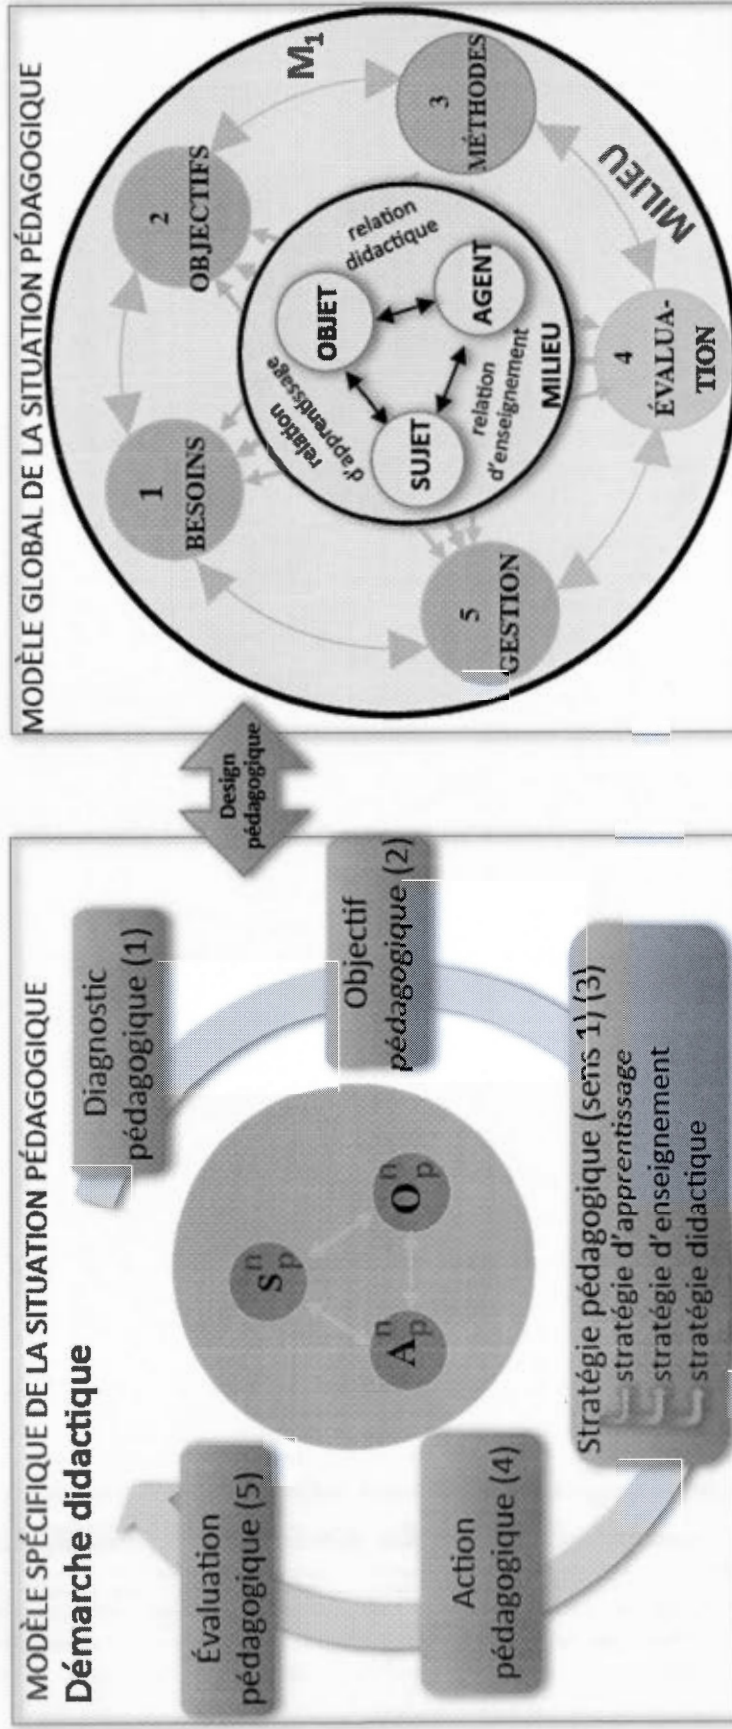 MODÈLE SPÉCIFIQUE DE LA SITUATION PÉDAGOGIQUE
Démarche didactique
Diagnostic
pédagogique (1)
Objectif
pédagogique (2)
Stratégie pédagogique (sens 1) (3)
stratégie d'apprentissage
stratégie d'enseignement
stratégie didactique
Action
pédagogique (4)
Évaluation
pédagogique (5)
S n p
A n p
O n p
Design
pédagogique
MODÈLE GLOBAL DE LA SITUATION PÉDAGOGIQUE
M1
1
BESOINS
2
OBJECTIFS
3
MÉTHODES
4
ÉVALUA-
TION
5
GESTION
MILIEU
OBJET
SUJET
AGENT
relation
d'apprentissage
relation
didactique
relation
d'enseignement
MILIEU